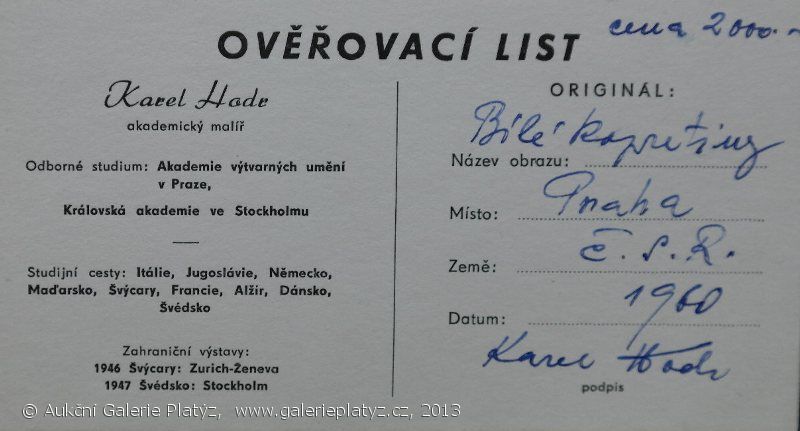 OVĚŘOVACÍ LIST
cena 2000.-
Karel Hodr
akademický malíř
Odborné studium: Akademie výtvarných umění
v Praze,
Královská akademie ve Stockholmu
Studijní cesty: Itálie, Jugoslávie, Německo,
Maďarsko, Švýcary, Francie, Alžír, Dánsko,
Švédsko
Zahraniční výstavy:
1946 Švýcary: Zurich-Ženeva
1947 Švédsko: Stockholm
ORIGINÁL:
Název obrazu: Bílé kopretiny
Místo: Praha
Země: Č.S.R.
Datum: 1960
Karel Hodr
podpis
© Aukční Galerie Platýz, www.galerieplatyz.cz, 2013